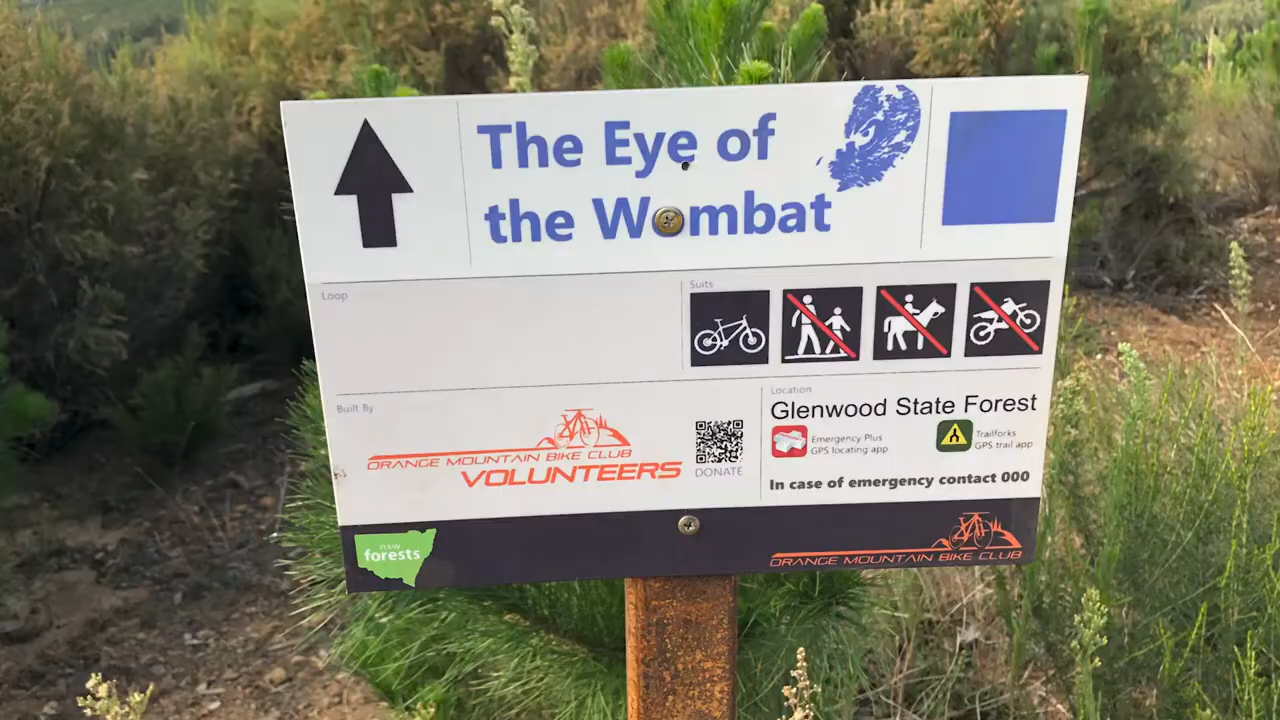 The Eye of
the Wombat
Loop
Suits
Built By
ORANGE MOUNTAIN BIKE CLUB
VOLUNTEERS
DONATE
Location
Glenwood State Forest
Emergency Plus
GPS locating app
Trailforks
GPS trail app
In case of emergency contact 000
nsw
forests
ORANGE MOUNTAIN BIKE CLUB